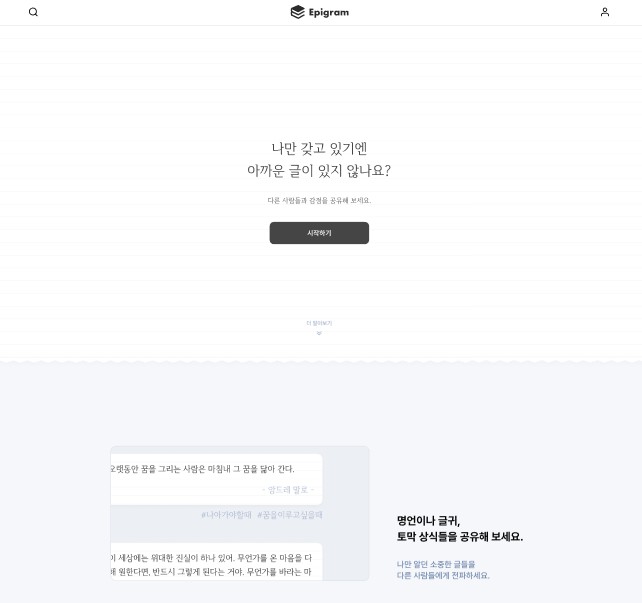 Epigram
나만 갖고 있기엔
아까운 글이 있지 않나요?
다른 사람들과 감정을 공유해 보세요.
시작하기
더 알아보기
오랫동안 꿈을 그리는 사람은 마침내 그 꿈을 닮아 간다.
- 앙드레 말로 -
#나아가야할때 #꿈을이루고싶을때
이 세상에는 위대한 진실이 하나 있어. 무언가를 온 마음을 다
해 원한다면, 반드시 그렇게 된다는 거야. 무언가를 바라는 마
명언이나 글귀,
토막 상식들을 공유해 보세요.
나만 알던 소중한 글들을
다른 사람들에게 전파하세요.